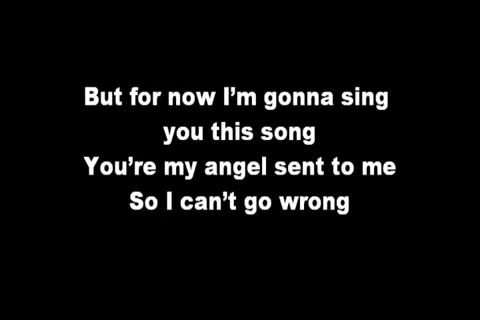 But for now I’m gonna sing
you this song
You’re my angel sent to me
So I can’t go wrong